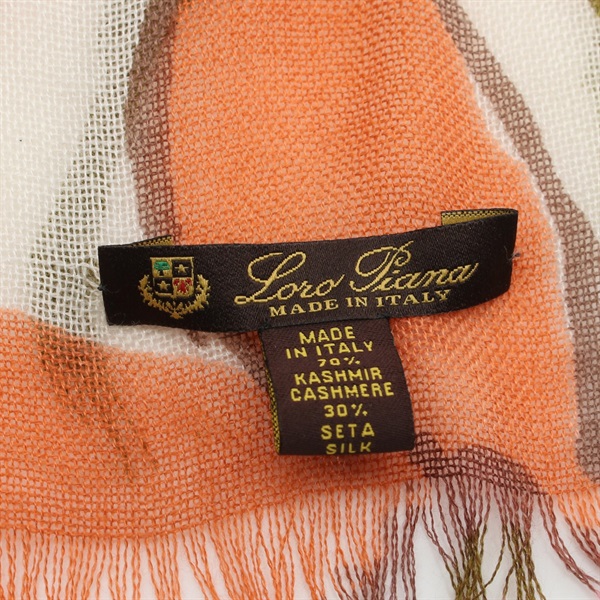 Loro Piana
MADE IN ITALY
MADE
IN ITALY
70%
KASHMIR
CASHMERE
30%
SETA
SILK